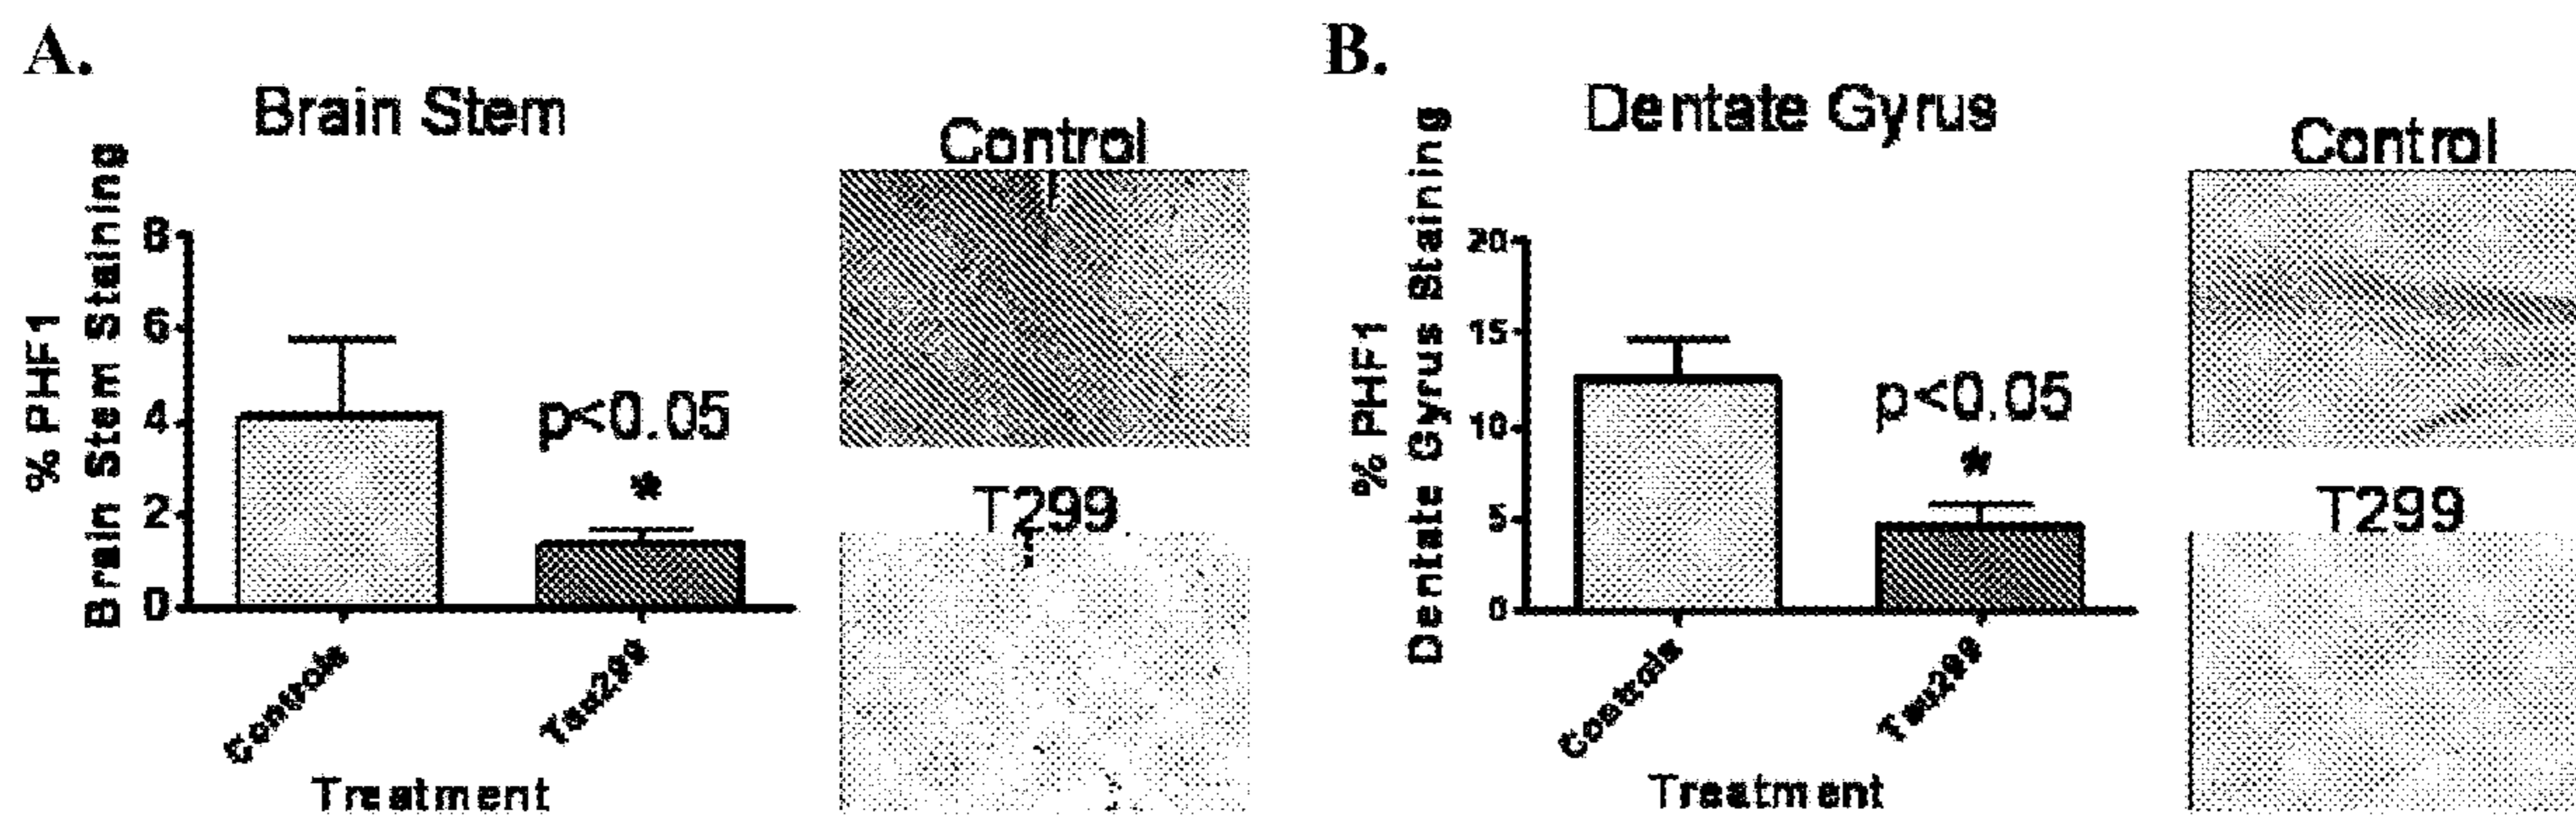 A.
Brain Stem
% PHF1
Brain Stem Staining
8
6
4
2
0
p<0.05
*
Controls
Tau299
Treatment
Control
T299
B.
Dentate Gyrus
% PHF1
Dentate Gyrus Staining
20
15
10
5
0
p<0.05
*
Controls
Tau299
Treatment
Control
T299